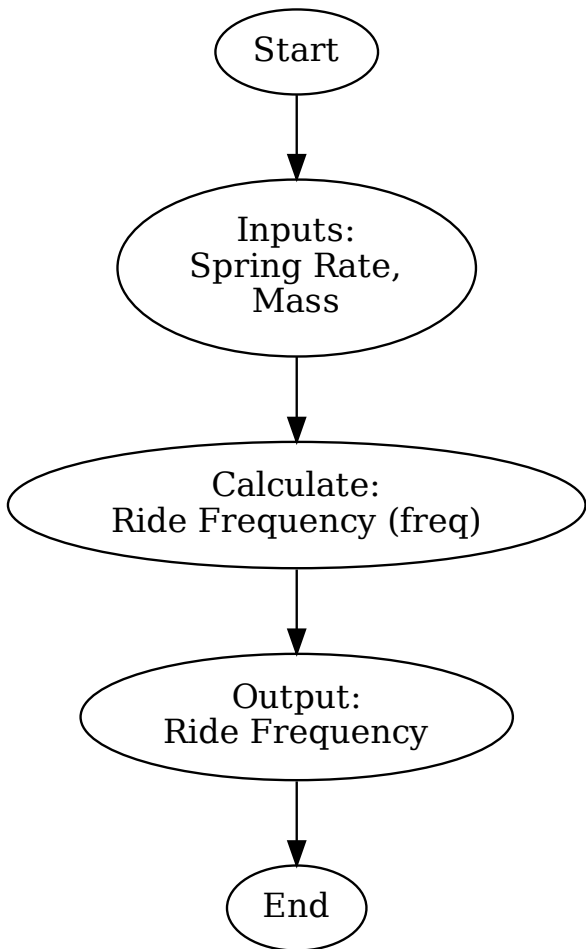 Start
Inputs:
Spring Rate,
Mass
Calculate:
Ride Frequency (freq)
Output:
Ride Frequency
End